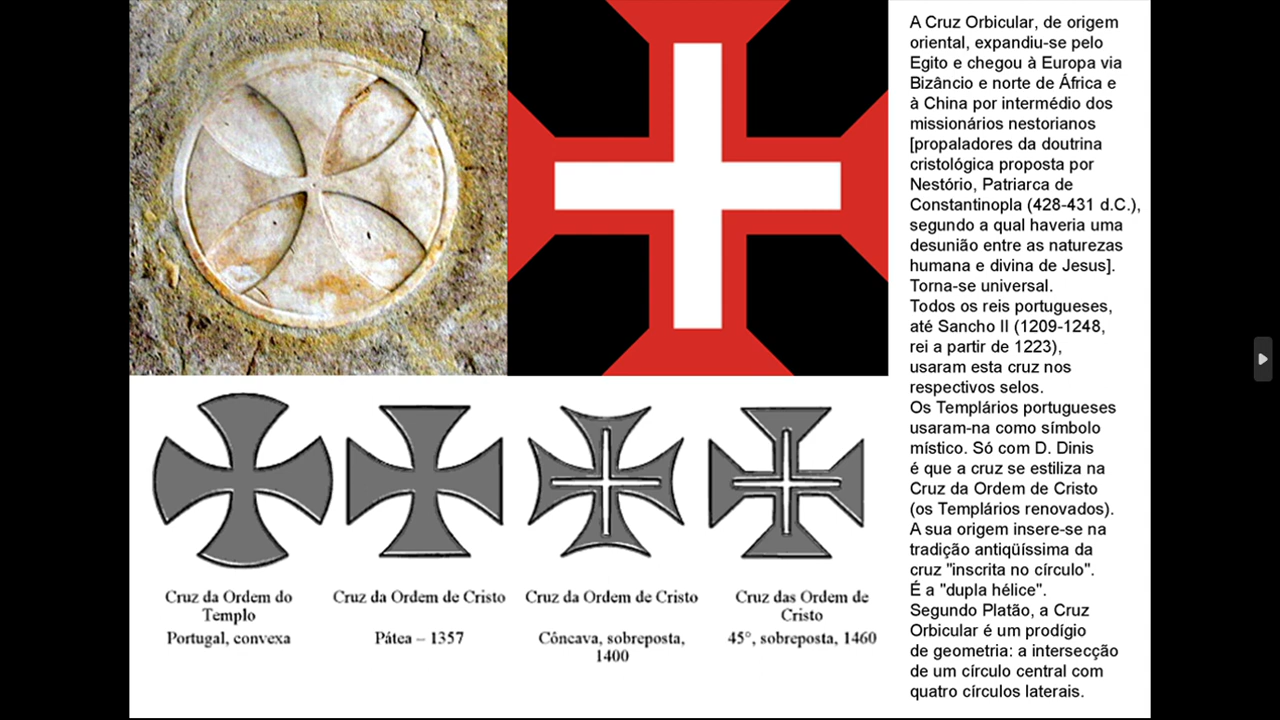 A Cruz Orbicular, de origem
oriental, expandiu-se pelo
Egito e chegou à Europa via
Bizâncio e norte de África e
à China por intermédio dos
missionários nestorianos
[propaladores da doutrina
cristológica proposta por
Nestório, Patriarca de
Constantinopla (428-431 d.C.),
segundo a qual haveria uma
desunião entre as naturezas
humana e divina de Jesus].
Torna-se universal.
Todos os reis portugueses,
até Sancho II (1209-1248,
rei a partir de 1223),
usaram esta cruz nos
respectivos selos.
Os Templários portugueses
usaram-na como símbolo
místico. Só com D. Dinis
é que a cruz se estiliza na
Cruz da Ordem de Cristo
(os Templários renovados).
A sua origem insere-se na
tradição antiqüíssima da
cruz "inscrita no círculo".
É a "dupla hélice".
Segundo Platão, a Cruz
Orbicular é um prodígio
de geometria: a intersecção
de um círculo central com
quatro círculos laterais.
Cruz da Ordem do
Templo
Portugal, convexa
Cruz da Ordem de Cristo
Pátea – 1357
Cruz da Ordem de Cristo
Côncava, sobreposta,
1400
Cruz das Ordem de
Cristo
45°, sobreposta, 1460